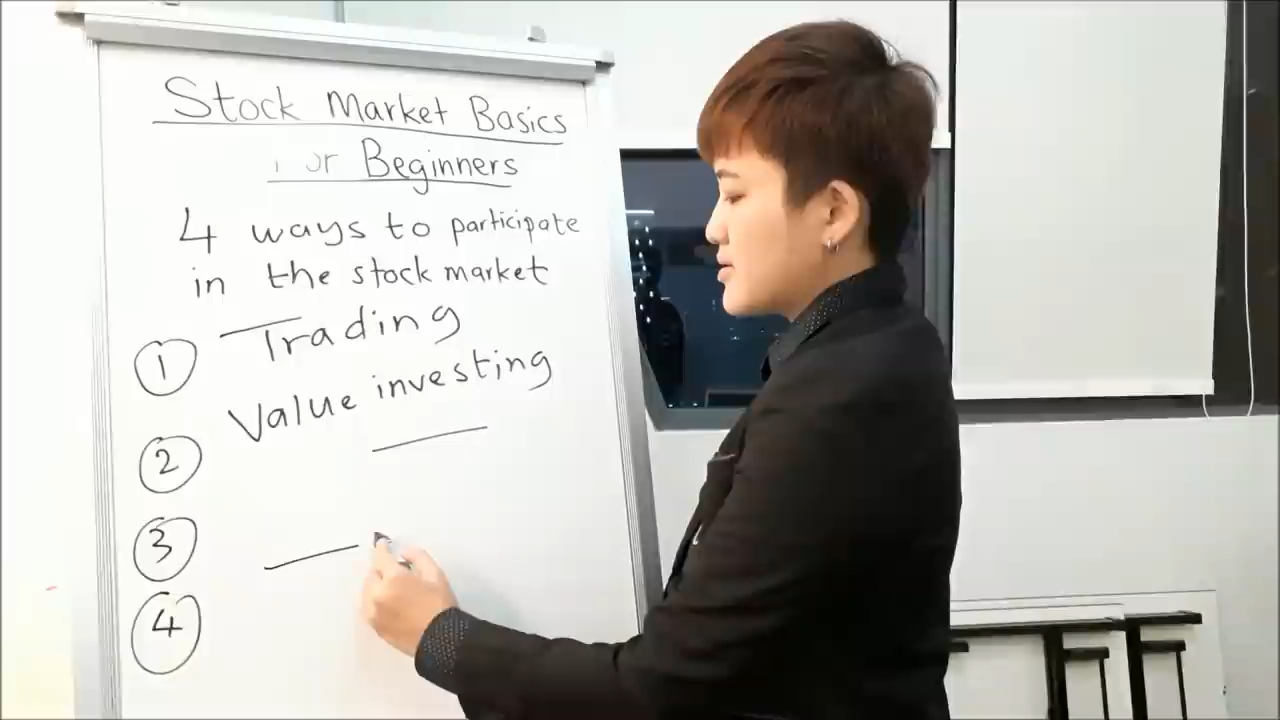 Stock Market Basics
For Beginners
4 ways to participate
in the stock market
1 Trading
Value investing
2
3
4